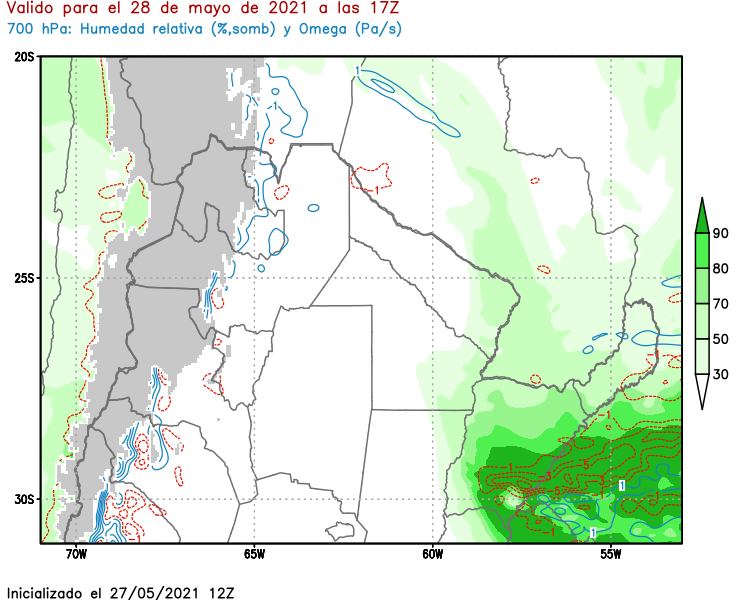 Valido para el 28 de mayo de 2021 a las 17Z
700 hPa: Humedad relativa (%,somb) y Omega (Pa/s)
20S
25S
30S
70W
65W
60W
55W
90
80
70
50
30
1
1
1
1
1
1
1
5
5
1
1
Inicializado el 27/05/2021 12Z